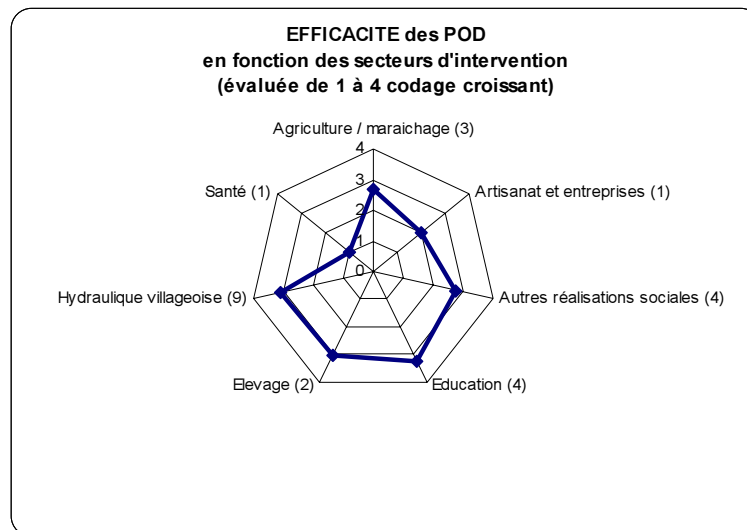 EFFICACITE des POD
en fonction des secteurs d'intervention
(évaluée de 1 à 4 codage croissant)
Agriculture / maraichage (3)
4
3
Santé (1)
Artisanat et entreprises (1)
2
1
0
Hydraulique villageoise (9)
Autres réalisations sociales (4)
Elevage (2)
Education (4)